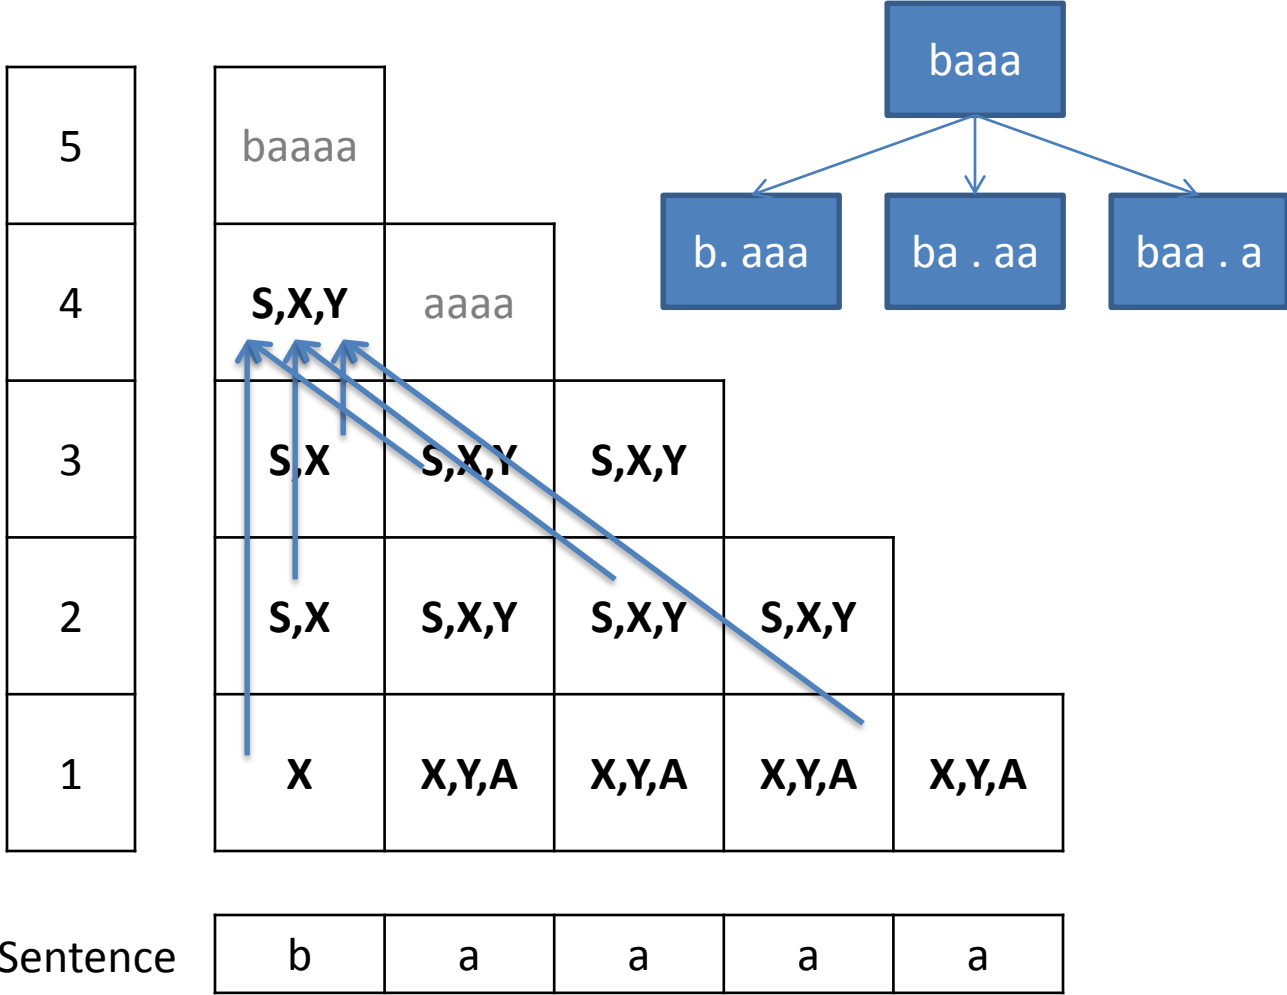 baaa
5 baaaa
b. aaa ba . aa baa . a
4 S,X,Y aaaa
3 S,X S,X,Y S,X,Y
2 S,X S,X,Y S,X,Y S,X,Y
1 X X,Y,A X,Y,A X,Y,A X,Y,A
Sentence b a a a a